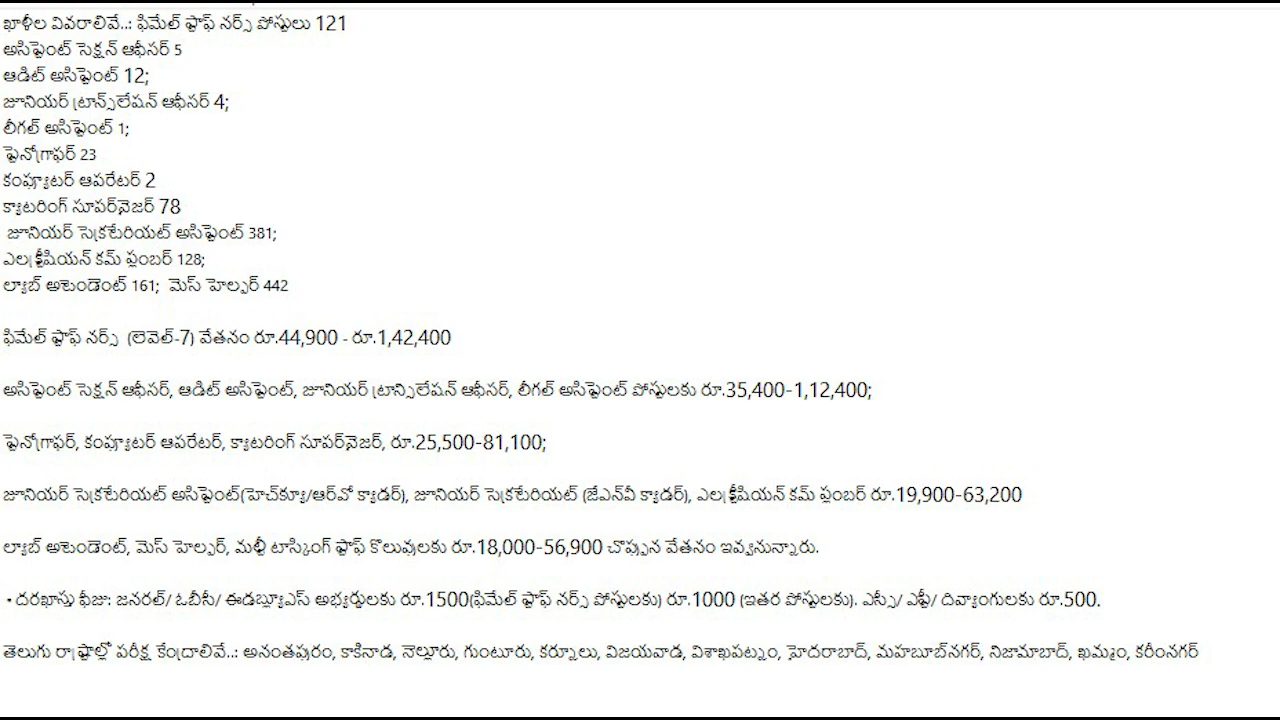 ఖాళీల వివరాలివే..: ఫిమేల్ స్టాఫ్ నర్స్ పోస్టులు 121
అసిస్టెంట్ సెక్షన్ ఆఫీసర్ 5
ఆడిట్ అసిస్టెంట్ 12;
జూనియర్ ట్రాన్స్‌లేషన్ ఆఫీసర్ 4;
లీగల్ అసిస్టెంట్ 1;
స్టెనోగ్రాఫర్ 23
కంప్యూటర్ ఆపరేటర్ 2
క్యాటరింగ్ సూపర్‌వైజర్ 78
జూనియర్ సెక్రటేరియట్ అసిస్టెంట్ 381;
ఎలక్ట్రీషియన్ కమ్ ప్లంబర్ 128;
ల్యాబ్ అటెండెంట్ 161; మెస్ హెల్పర్ 442
ఫిమేల్ స్టాఫ్ నర్స్ (లెవెల్-7) వేతనం రూ.44,900 - రూ.1,42,400
అసిస్టెంట్ సెక్షన్ ఆఫీసర్, ఆడిట్ అసిస్టెంట్, జూనియర్ ట్రాన్సిలేషన్ ఆఫీసర్, లీగల్ అసిస్టెంట్ పోస్టులకు రూ.35,400-1,12,400;
స్టెనోగ్రాఫర్, కంప్యూటర్ ఆపరేటర్, క్యాటరింగ్ సూపర్‌వైజర్, రూ.25,500-81,100;
జూనియర్ సెక్రటేరియట్ అసిస్టెంట్(హెచ్‌క్యూ/ఆర్‌వో క్యాడర్), జూనియర్ సెక్రటేరియట్ (జేఎన్‌వీ క్యాడర్), ఎలక్ట్రీషియన్ కమ్ ప్లంబర్ రూ.19,900-63,200
ల్యాబ్ అటెండెంట్, మెస్ హెల్పర్, మల్టీ టాస్కింగ్ స్టాఫ్ కొలువులకు రూ.18,000-56,900 చొప్పున వేతనం ఇవ్వనున్నారు.
• దరఖాస్తు ఫీజు: జనరల్/ ఓబీసీ/ ఈడబ్ల్యూఎస్ అభ్యర్థులకు రూ.1500(ఫిమేల్ స్టాఫ్ నర్స్ పోస్టులకు) రూ.1000 (ఇతర పోస్టులకు). ఎస్సీ/ ఎస్టీ/ దివ్యాంగులకు రూ.500.
తెలుగు రాష్ట్రాల్లో పరీక్ష కేంద్రాలివే..: అనంతపురం, కాకినాడ, నెల్లూరు, గుంటూరు, కర్నూలు, విజయవాడ, విశాఖపట్నం, హైదరాబాద్, మహబూబ్‌నగర్, నిజామాబాద్, ఖమ్మం, కరీంనగర్